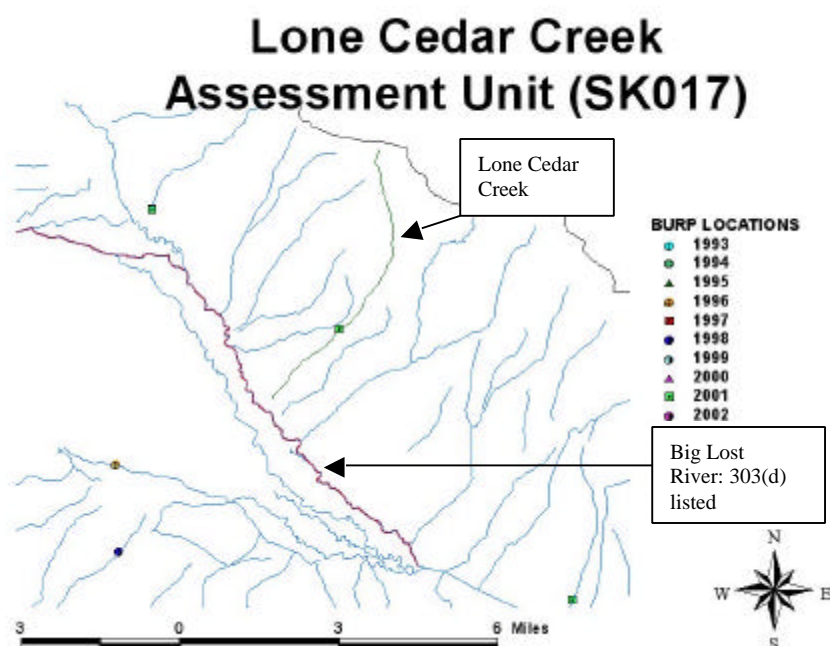 Lone Cedar Creek
Assessment Unit (SK017)
Lone Cedar
Creek
BURP LOCATIONS
1993
1994
1995
1996
1997
1998
1999
2000
2001
2002
Big Lost
River: 303(d)
listed
N
W E
S
3 0 3 6 Miles